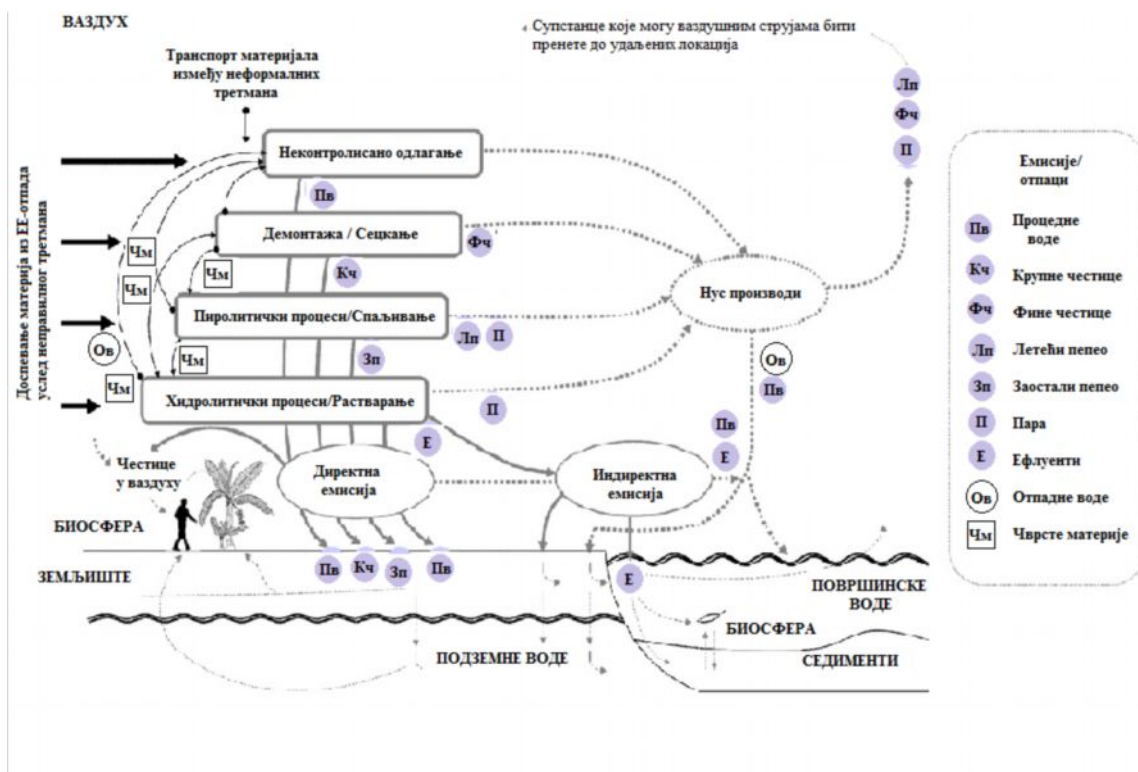 ВАЗДУХ
Супстанце које могу ваздушним струјама бити
пренете до удаљених локација
Транспорт материјала
између неформалних
третмана
Доспевање материја из ЕЕ-отпада
услед неправилног третмана
Неконтролисано одлагање
Пв
Демонтажа / Сецкање
Фч
Кч
Чм
Чм
Чм
Пиролитички процеси/Спаљивање
Лп
П
Ов
Зп
Чм
Чм
Хидролитички процеси/Растварање
П
Е
Нус производи
Лп
Фч
П
Ов
Пв
Пв
Е
Честице
у ваздуху
Директна
емисија
Индиректна
емисија
БИОСФЕРА
ЗЕМЉИШТЕ
Пв
Кч
Зп
Пв
Е
ПОВРШИНСКЕ
ВОДЕ
БИОСФЕРА
ПОДЗЕМНЕ ВОДЕ
СЕДИМЕНТИ
Емисије/
отпаци
Пв Процедне
воде
Кч Крупне честице
Фч Фине честице
Лп Летећи пепео
Зп Заостали пепео
П Пара
Е Ефлуенти
Ов Отпадне воде
Чм Чврсте материје